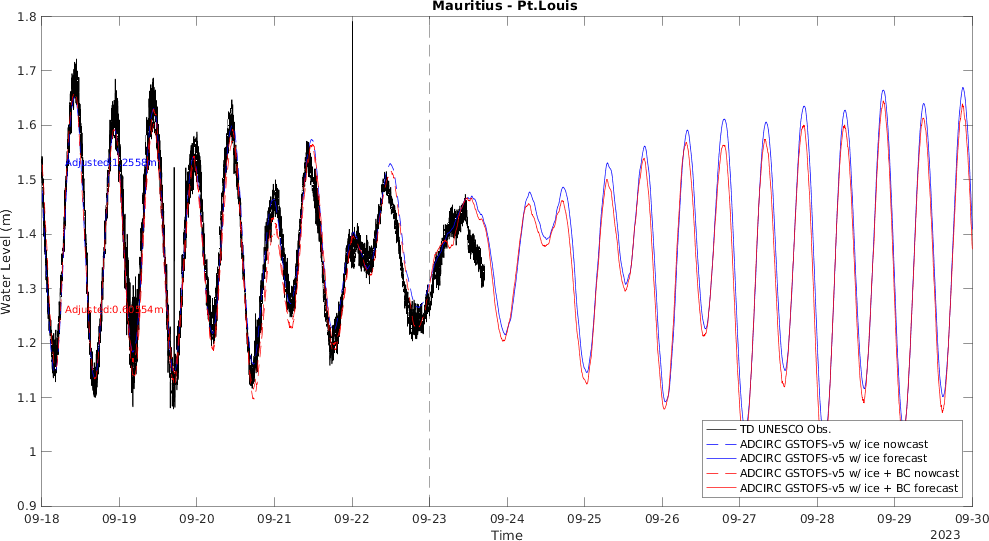 Mauritius - Pt.Louis
Water Level (m)
1.8
1.7
1.6
1.5
1.4
1.3
1.2
1.1
1
0.9
Adjusted:1.2558m
Adjusted:0.60554m
TD UNESCO Obs.
ADCIRC GSTOFS-v5 w/ ice nowcast
ADCIRC GSTOFS-v5 w/ ice forecast
ADCIRC GSTOFS-v5 w/ ice + BC nowcast
ADCIRC GSTOFS-v5 w/ ice + BC forecast
09-18 09-19 09-20 09-21 09-22 09-23 09-24 09-25 09-26 09-27 09-28 09-29 09-30
Time
2023